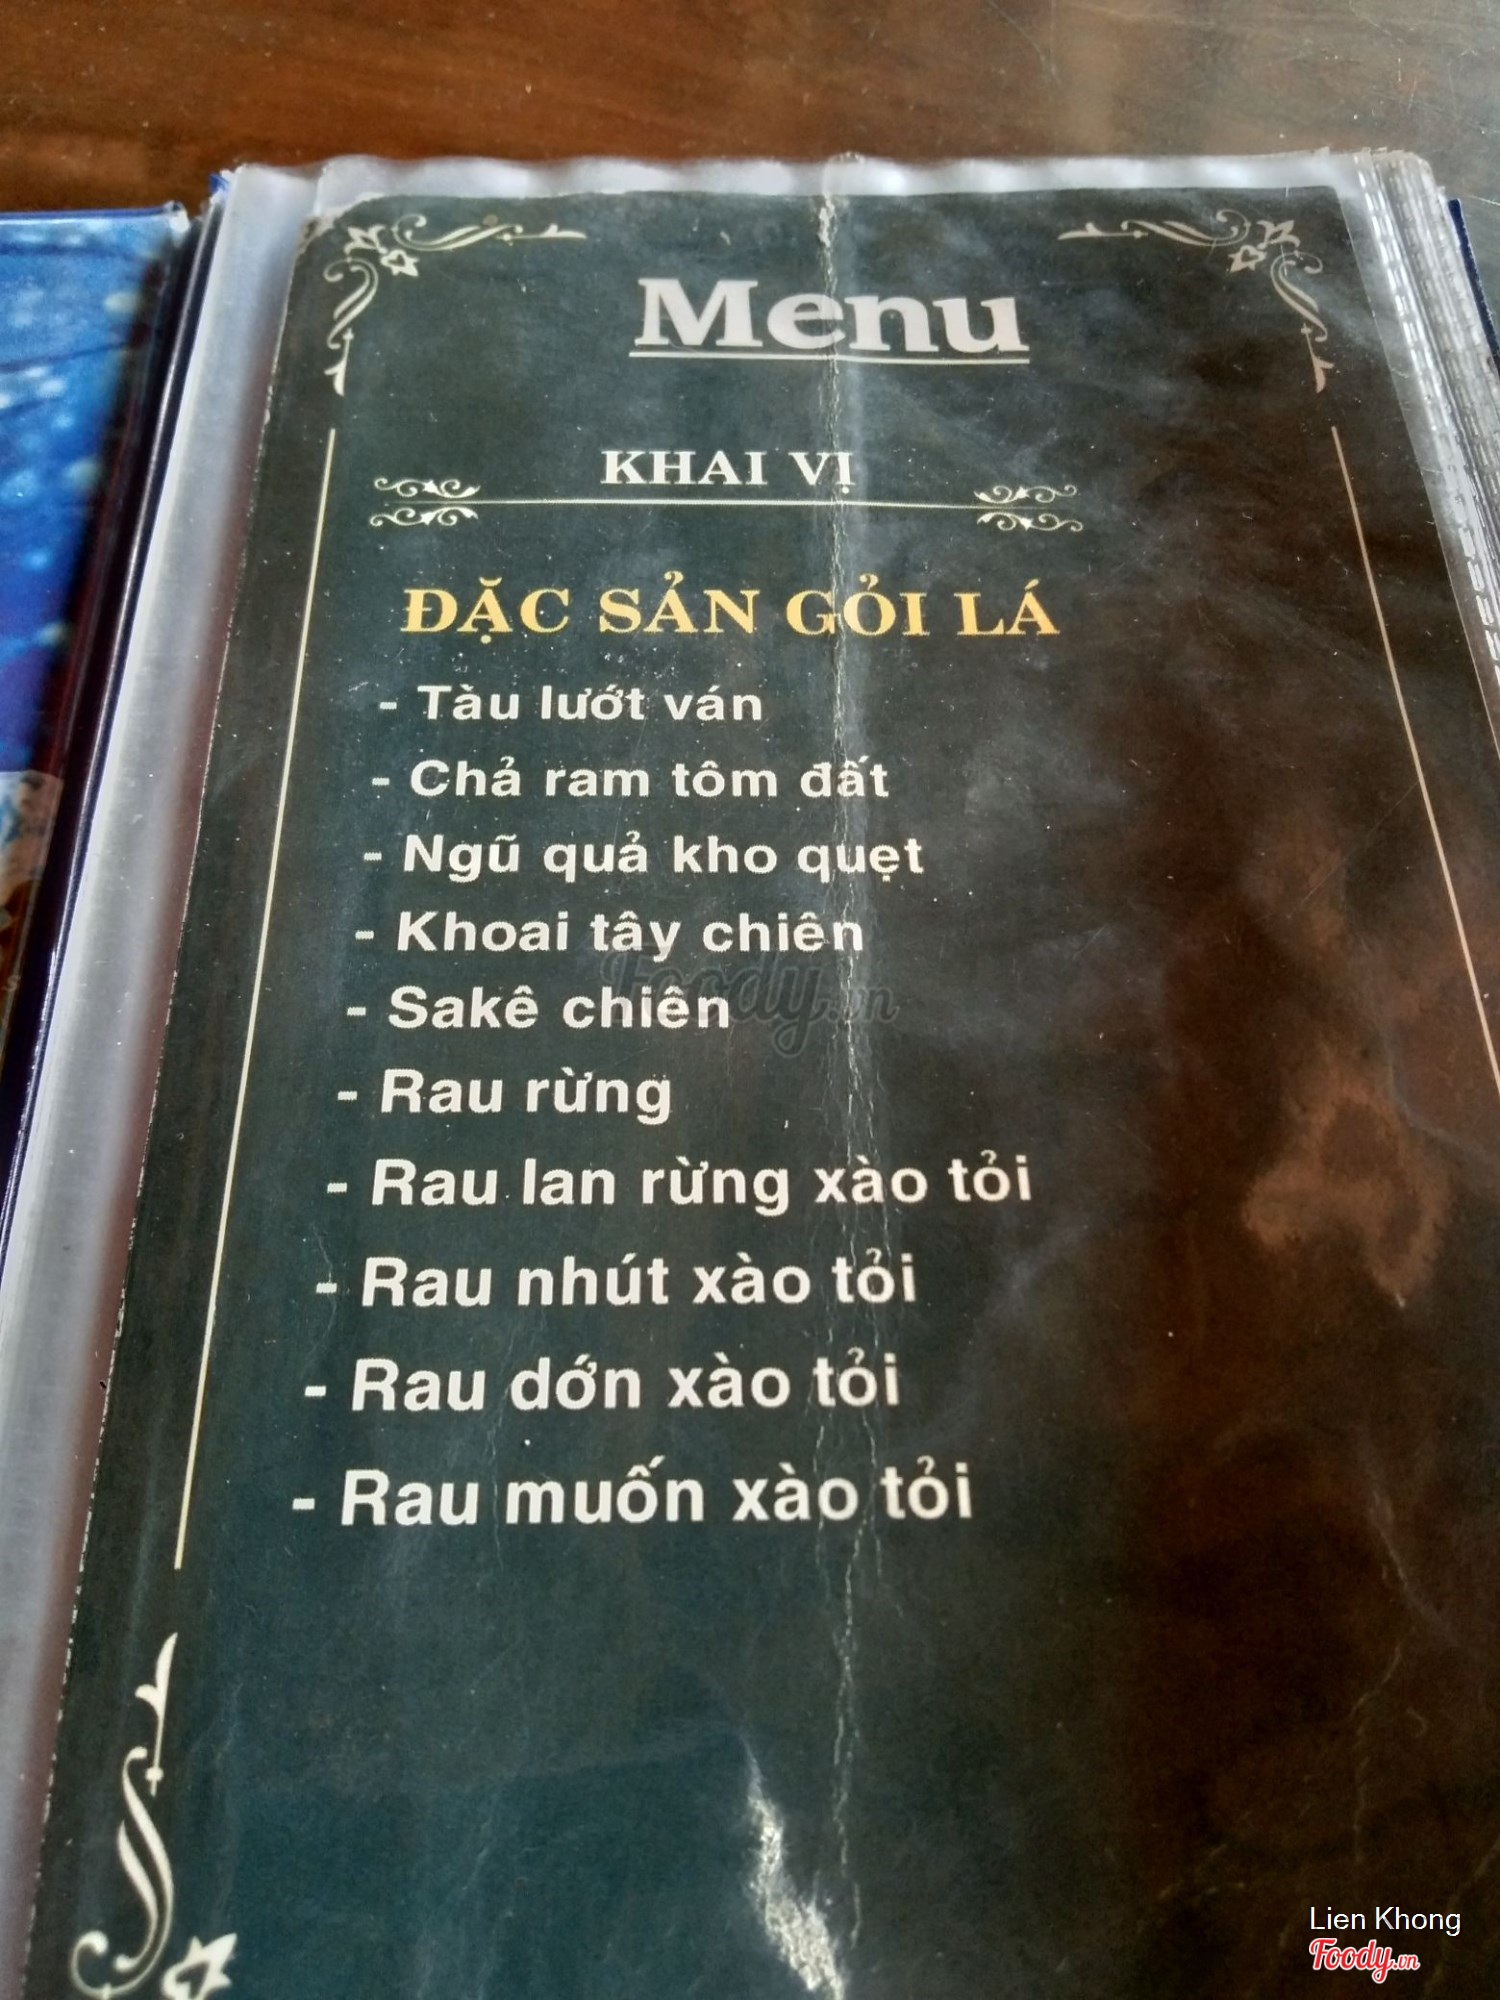 Menu
KHAI VỊ
ĐẶC SẢN GỎI LÁ
- Tàu lướt ván
- Chả ram tôm đất
- Ngũ quả kho quẹt
- Khoai tây chiên
- Sakê chiên
- Rau rừng
- Rau lan rừng xào tỏi
- Rau nhút xào tỏi
- Rau dớn xào tỏi
- Rau muốn xào tỏi
Foody.vn
Lien Khong
Foody.vn